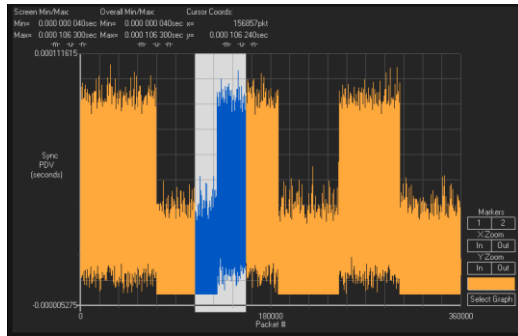 Screen Min/Max: Overall Min/Max: Cursor Coords:
Min= 0.000 000 040sec Min= 0.000 000 040sec x= 156857pkt
Max= 0.000 106 300sec Max= 0.000 106 300sec y= 0.000 106 240sec
-m- -u- -n- -m- -u- -n- -m- -u- -n-
0.000111615
Sync
PDV
(seconds)
Markers
1 2
X Zoom
In Out
Y Zoom
In Out
Select Graph
-0.000005275
0 180000 360000
Packet #